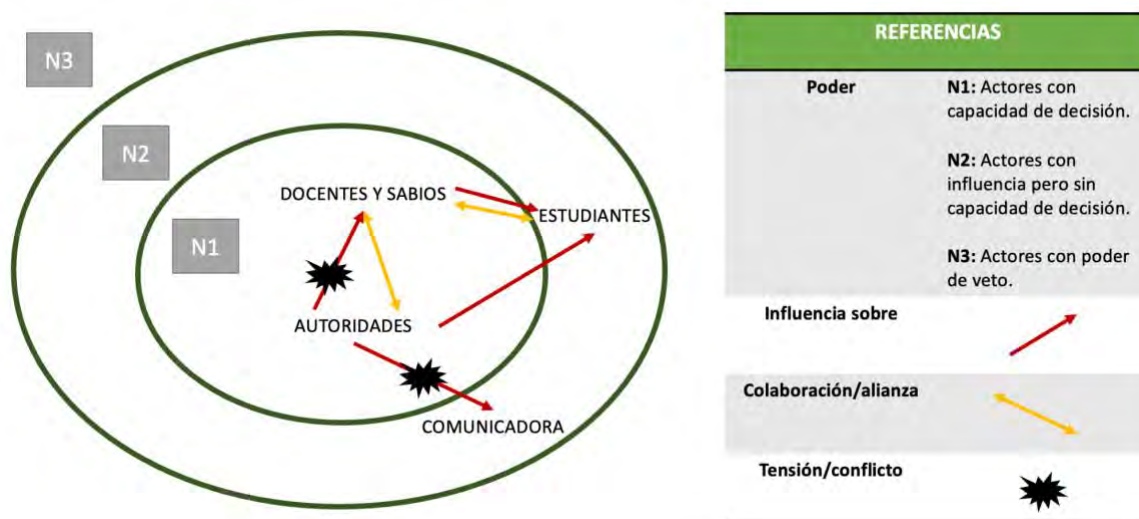 N3
N2
N1
DOCENTES Y SABIOS
ESTUDIANTES
AUTORIDADES
COMUNICADORA
REFERENCIAS
Poder
N1: Actores con
capacidad de decisión.
N2: Actores con
influencia pero sin
capacidad de decisión.
N3: Actores con poder
de veto.
Influencia sobre
Colaboración/alianza
Tensión/conflicto